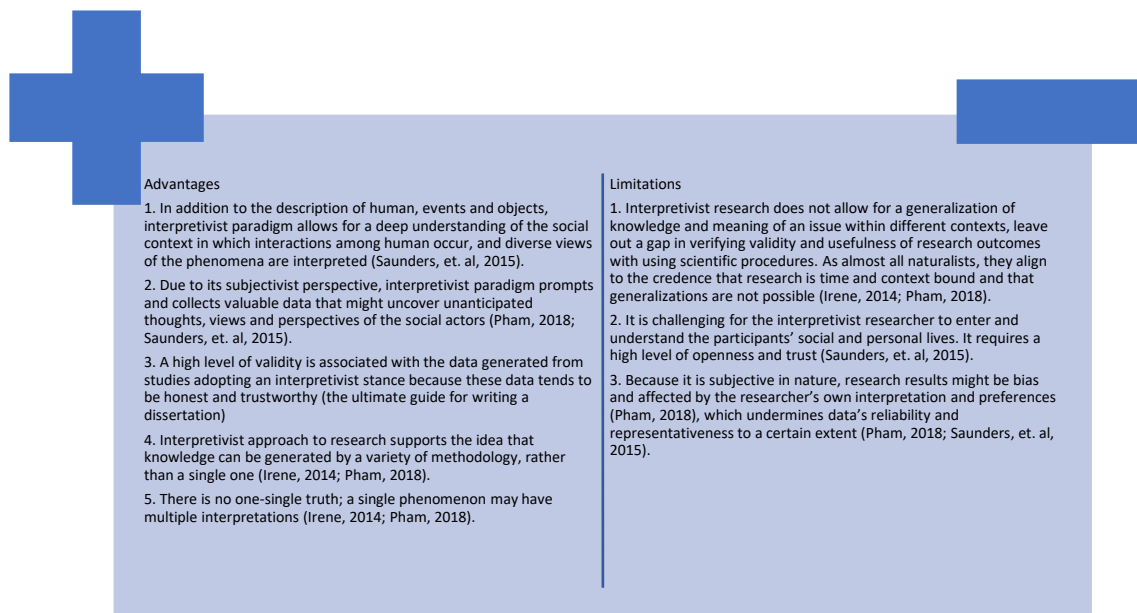 Advantages
1. In addition to the description of human, events and objects,
interpretivist paradigm allows for a deep understanding of the social
context in which interactions among human occur, and diverse views
of the phenomena are interpreted (Saunders, et. al, 2015).
2. Due to its subjectivist perspective, interpretivist paradigm prompts
and collects valuable data that might uncover unanticipated
thoughts, views and perspectives of the social actors (Pham, 2018;
Saunders, et. al, 2015).
3. A high level of validity is associated with the data generated from
studies adopting an interpretivist stance because these data tends to
be honest and trustworthy (the ultimate guide for writing a
dissertation)
4. Interpretivist approach to research supports the idea that
knowledge can be generated by a variety of methodology, rather
than a single one (Irene, 2014; Pham, 2018).
5. There is no one-single truth; a single phenomenon may have
multiple interpretations (Irene, 2014; Pham, 2018).
Limitations
1. Interpretivist research does not allow for a generalization of
knowledge and meaning of an issue within different contexts, leave
out a gap in verifying validity and usefulness of research outcomes
with using scientific procedures. As almost all naturalists, they align
to the credence that research is time and context bound and that
generalizations are not possible (Irene, 2014; Pham, 2018).
2. It is challenging for the interpretivist researcher to enter and
understand the participants’ social and personal lives. It requires a
high level of openness and trust (Saunders, et. al, 2015).
3. Because it is subjective in nature, research results might be bias
and affected by the researcher’s own interpretation and preferences
(Pham, 2018), which undermines data’s reliability and
representativeness to a certain extent (Pham, 2018; Saunders, et. al,
2015).